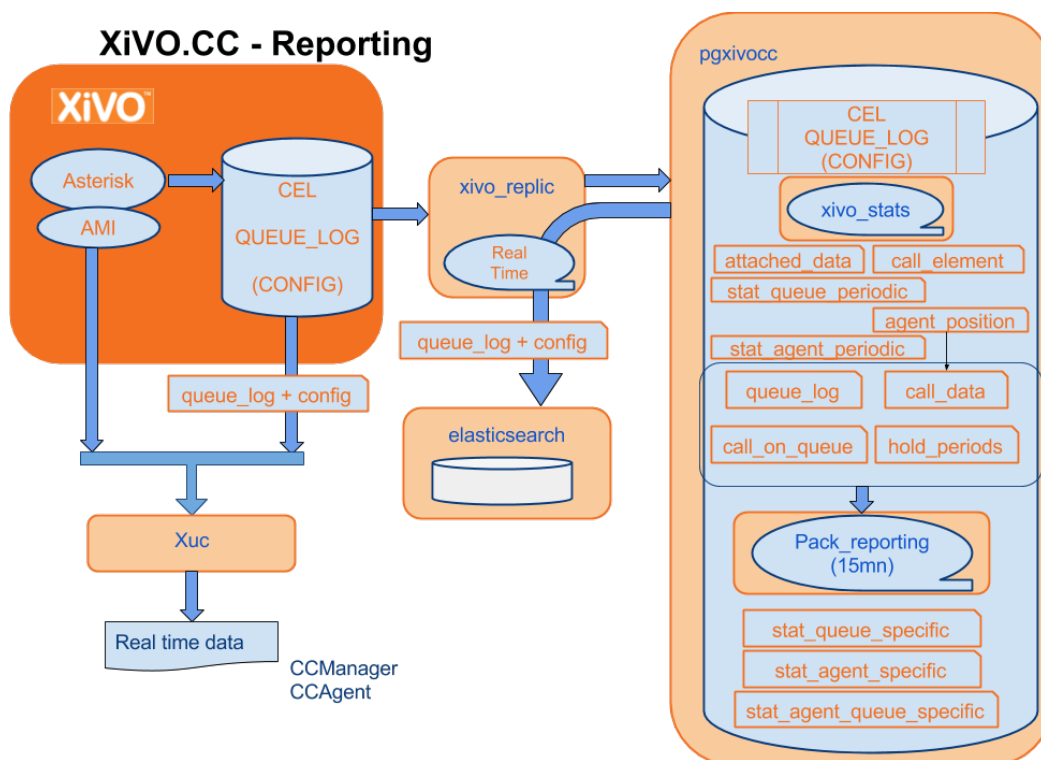 XiVO.CC - Reporting
XiVO™
Asterisk
AMI
CEL
QUEUE_LOG
(CONFIG)
queue_log + config
Xuc
Real time data
CCManager
CCAgent
xivo_replic
Real
Time
queue_log + config
elasticsearch
pgxivocc
CEL
QUEUE_LOG
(CONFIG)
xivo_stats
attached_data
call_element
stat_queue_periodic
agent_position
stat_agent_periodic
queue_log
call_data
call_on_queue
hold_periods
Pack_reporting
(15mn)
stat_queue_specific
stat_agent_specific
stat_agent_queue_specific